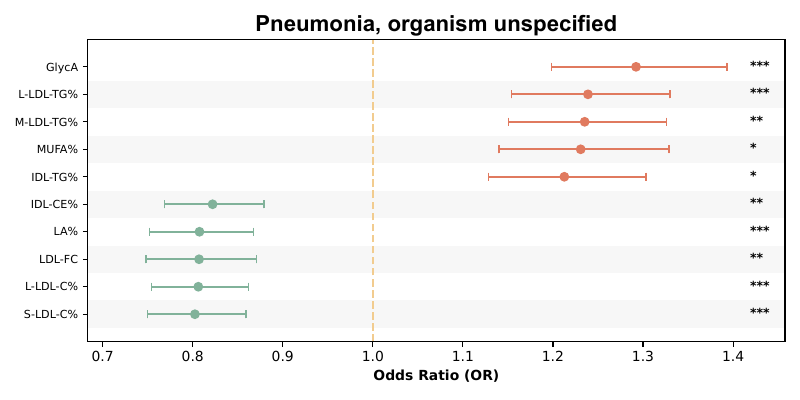 Pneumonia, organism unspecified
GlycA ***
L-LDL-TG% ***
M-LDL-TG% **
MUFA% *
IDL-TG% *
IDL-CE% **
LA% ***
LDL-FC **
L-LDL-C% ***
S-LDL-C% ***
0.7 0.8 0.9 1.0 1.1 1.2 1.3 1.4
Odds Ratio (OR)